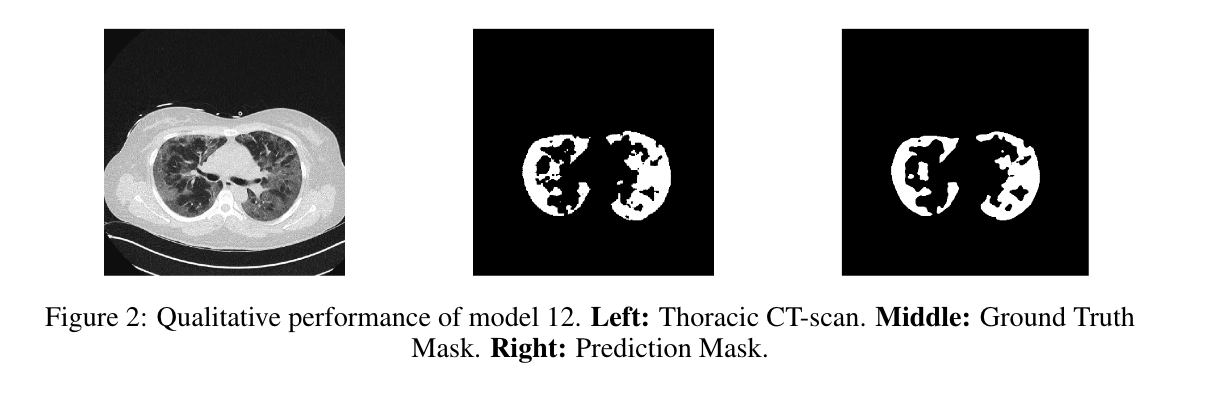 Figure 2: Qualitative performance of model 12. Left: Thoracic CT-scan. Middle: Ground Truth
Mask. Right: Prediction Mask.